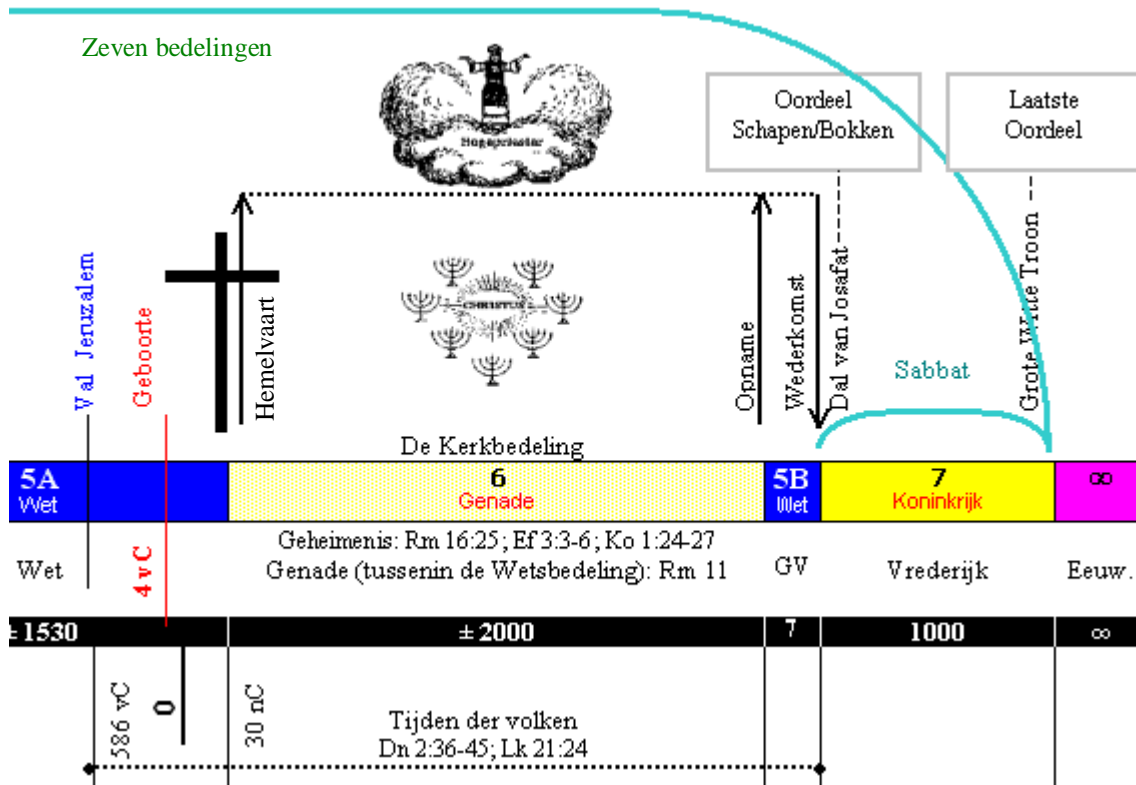 Zeven bedelingen
Hogepriester
Oordeel
Schapen/Bokken
Laatste
Oordeel
Val Jeruzalem
Geboorte
Hemelvaart
CHRISTUS
Opname
Wederkomst
Dal van Josafat
Grote Witte Troon
Sabbat
De Kerkbedeling
5A
Wet
6
Genade
5B
Wet
7
Koninkrijk
∞
Wet
4 v C
Geheimenis: Rm 16:25; Ef 3:3-6; Ko 1:24-27
Genade (tussenin de Wetsbedeling): Rm 11
GV
Vrederijk
Eeuw.
± 1530
± 2000
7
1000
∞
586 vC
0
30 nC
Tijden der volken
Dn 2:36-45; Lk 21:24